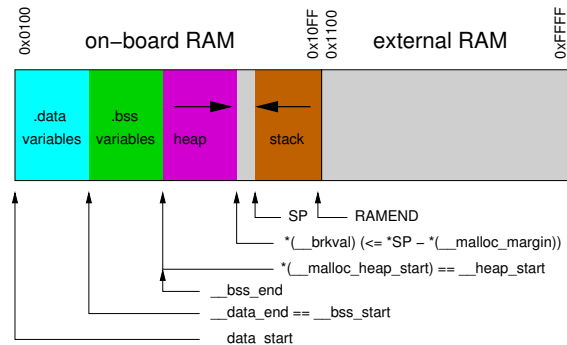 0x0100
on−board RAM
0x10FF
0x1100
external RAM
0xFFFF
.data
variables
.bss
variables
heap
stack
SP
RAMEND
*(__brkval) (<= *SP − *(__malloc_margin))
*(__malloc_heap_start) == __heap_start
__bss_end
__data_end == __bss_start
__data_start